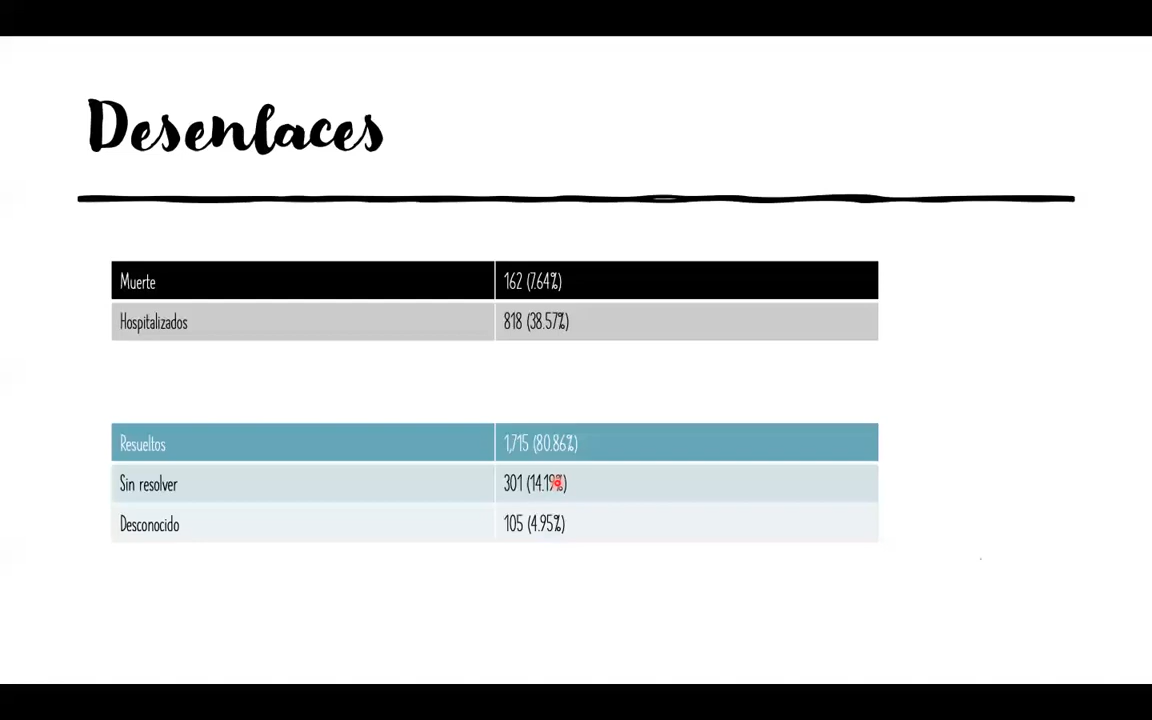 Desenlaces
Muerte 162 (7.64%)
Hospitalizados 818 (38.57%)
Resueltos 1,715 (80.86%)
Sin resolver 301 (14.19%)
Desconocido 105 (4.95%)